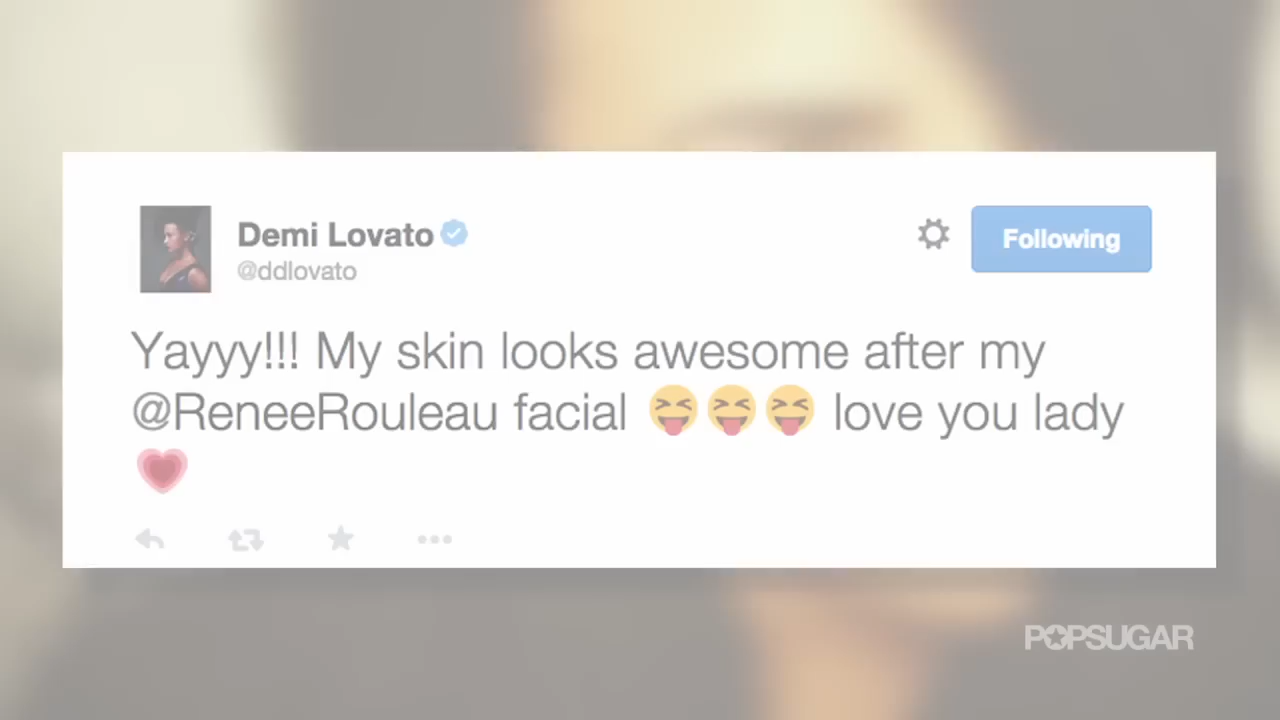 Demi Lovato
@ddlovato
Following
Yayyy!!! My skin looks awesome after my
@ReneeRouleau facial 😝😝😝 love you lady
💗
POPSUGAR